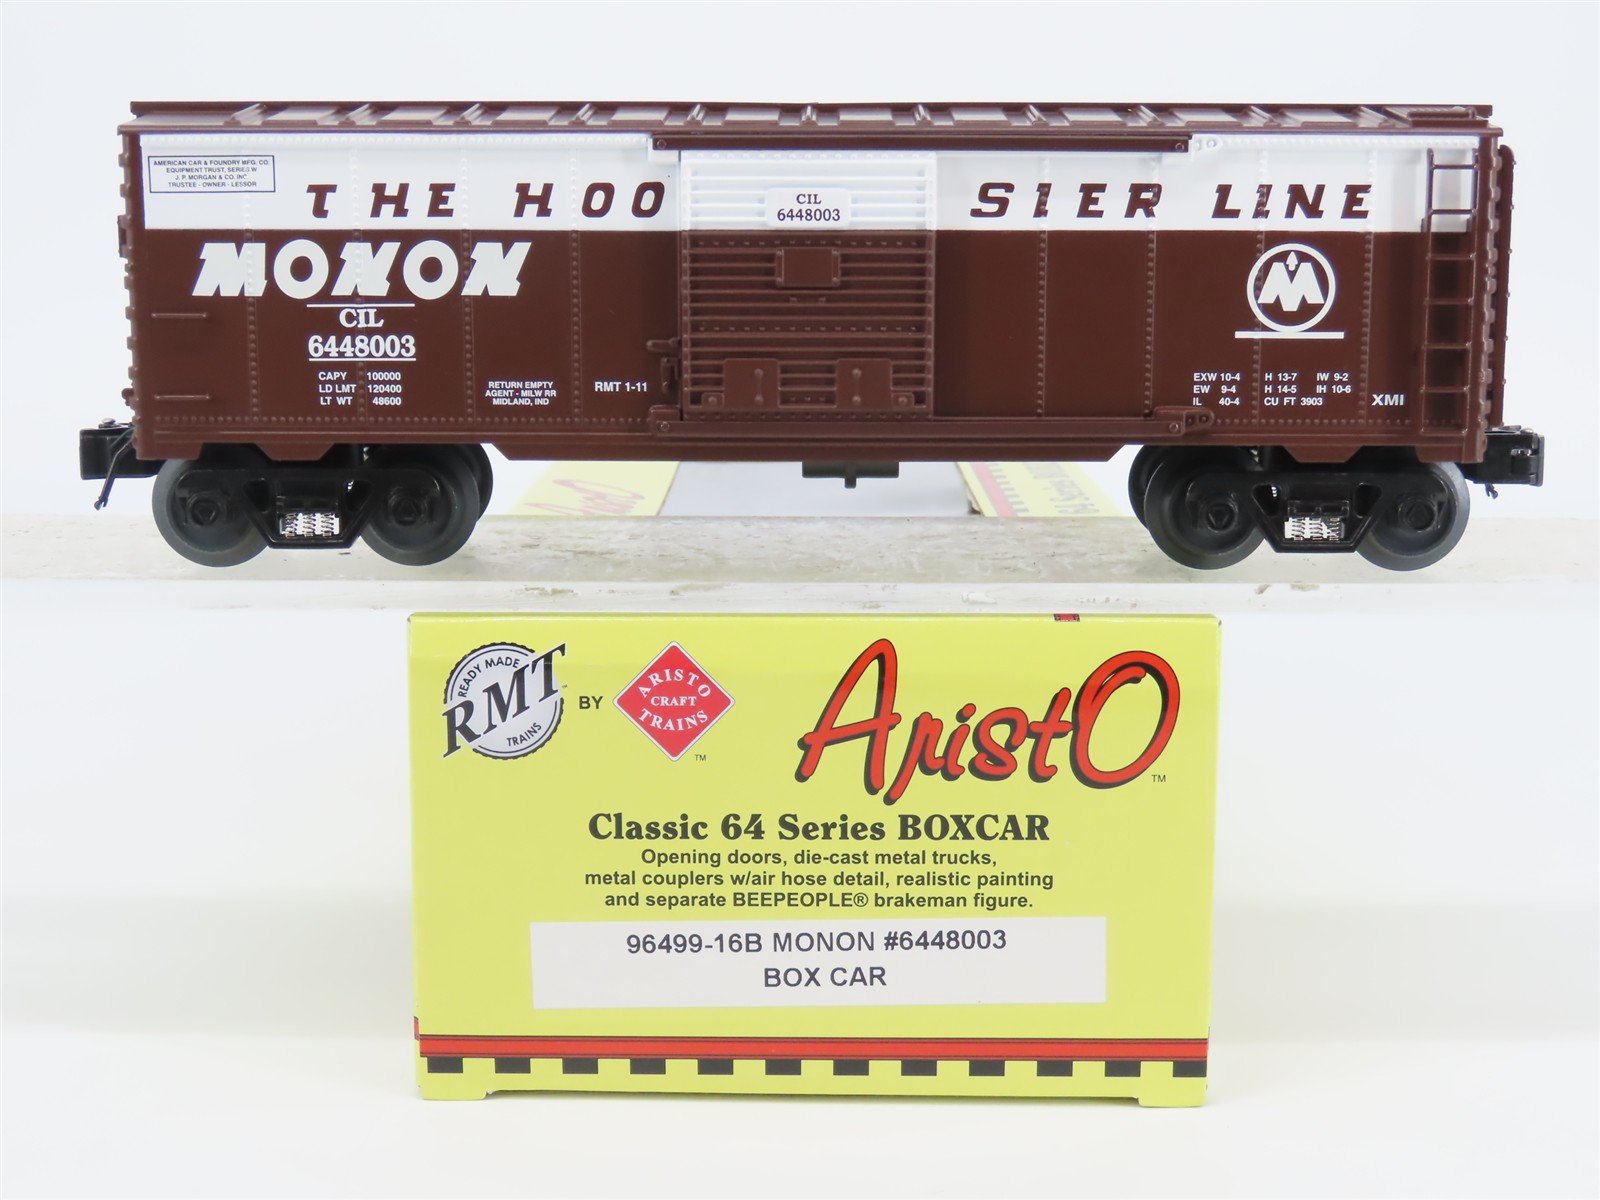 AMERICAN CAR & FOUNDRY MFG. CO.
EQUIPMENT TRUST, SERIES W
J. P. MORGAN & CO. INC
TRUSTEE - OWNER - LESSOR
THE HOO SIER LINE
CIL
6448003
MONON
CIL
6448003
CAPY 100000
LD LMT 120400
LT WT 48600
RETURN EMPTY
AGENT - MILW RR
MIDLAND, IND
RMT 1-11
M
EXW 10-4 H 13-7 IW 9-2
EW 9-4 H 14-5 IH 10-6
IL 40-4 CU FT 3903
XMI
AristO
READY MADE
RMT
TRAINS
BY
ARISTO
CRAFT
TRAINS
TM
AristO
TM
Classic 64 Series BOXCAR
Opening doors, die-cast metal trucks,
metal couplers w/air hose detail, realistic painting
and separate BEEPEOPLE® brakeman figure.
96499-16B MONON #6448003
BOX CAR